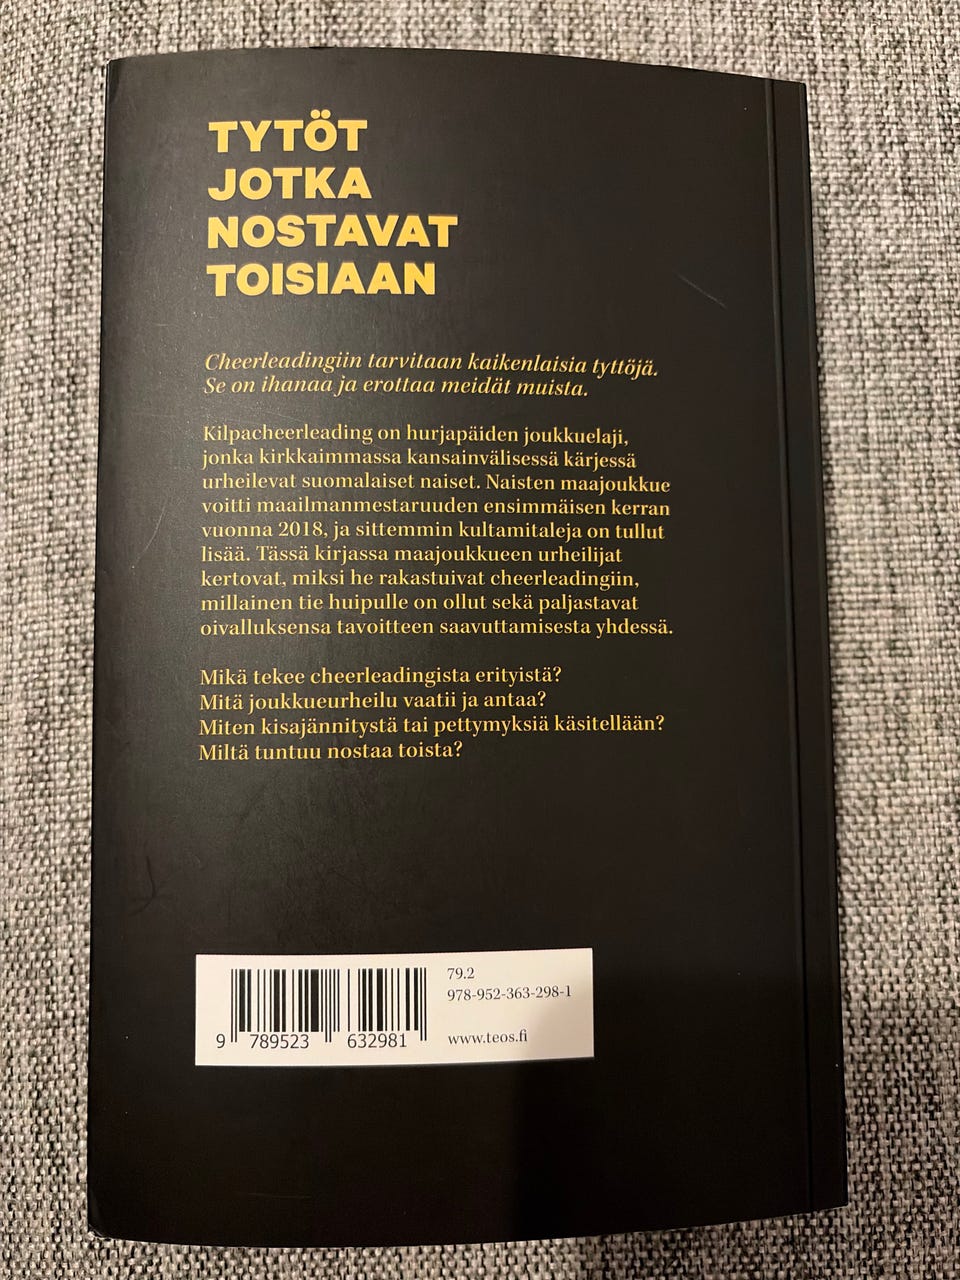 TYTÖT
JOTKA
NOSTAVAT
TOISIAAN
Cheerleadingiin tarvitaan kaikenlaisia tyttöjä.
Se on ihanaa ja erottaa meidät muista.
Kilpacheerleading on hurjapäiden joukkuelaji,
jonka kirkkaimmassa kansainvälisessä kärjessä
urheilevat suomalaiset naiset. Naisten maajoukkue
voitti maailmanmestaruuden ensimmäisen kerran
vuonna 2018, ja sittemmin kultamitaleja on tullut
lisää. Tässä kirjassa maajoukkueen urheilijat
kertovat, miksi he rakastuivat cheerleadingiin,
millainen tie huipulle on ollut sekä paljastavat
oivalluksensa tavoitteen saavuttamisesta yhdessä.
Mikä tekee cheerleadingista erityistä?
Mitä joukkueurheilu vaatii ja antaa?
Miten kisajännitystä tai pettymyksiä käsitellään?
Miltä tuntuu nostaa toista?
79.2
978-952-363-298-1
www.teos.fi
9 789523 632981